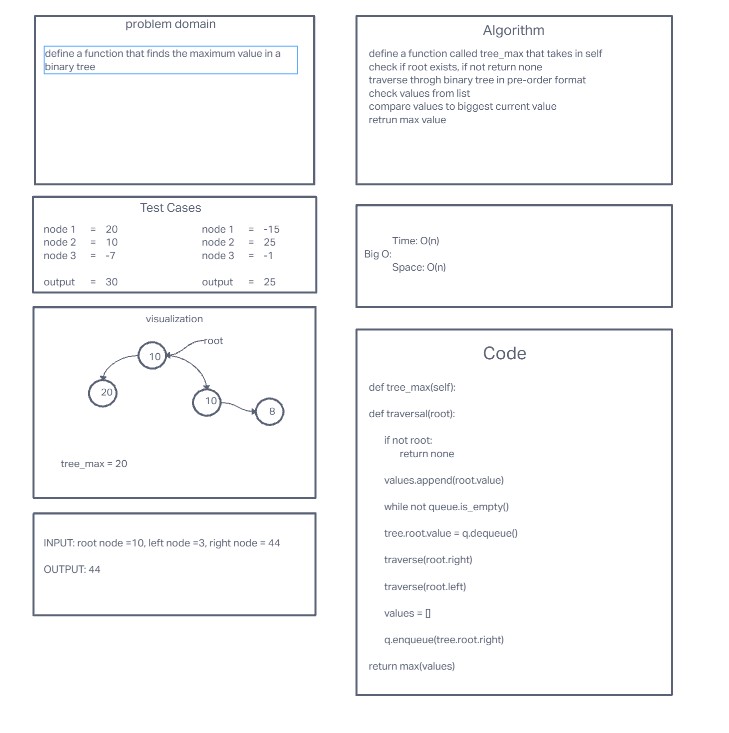 problem domain
define a function that finds the maximum value in a
binary tree
Test Cases
node 1 = 20 node 1 = -15
node 2 = 10 node 2 = 25
node 3 = -7 node 3 = -1
output = 30 output = 25
visualization
root
10
20
10
8
tree_max = 20
INPUT: root node =10, left node =3, right node = 44
OUTPUT: 44
Algorithm
define a function called tree_max that takes in self
check if root exists, if not return none
traverse throgh binary tree in pre-order format
check values from list
compare values to biggest current value
retrun max value
Time: O(n)
Big O:
Space: O(n)
Code
def tree_max(self):
def traversal(root):
if not root:
return none
values.append(root.value)
while not queue.is_empty()
tree.root.value = q.dequeue()
traverse(root.right)
traverse(root.left)
values = []
q.enqueue(tree.root.right)
return max(values)